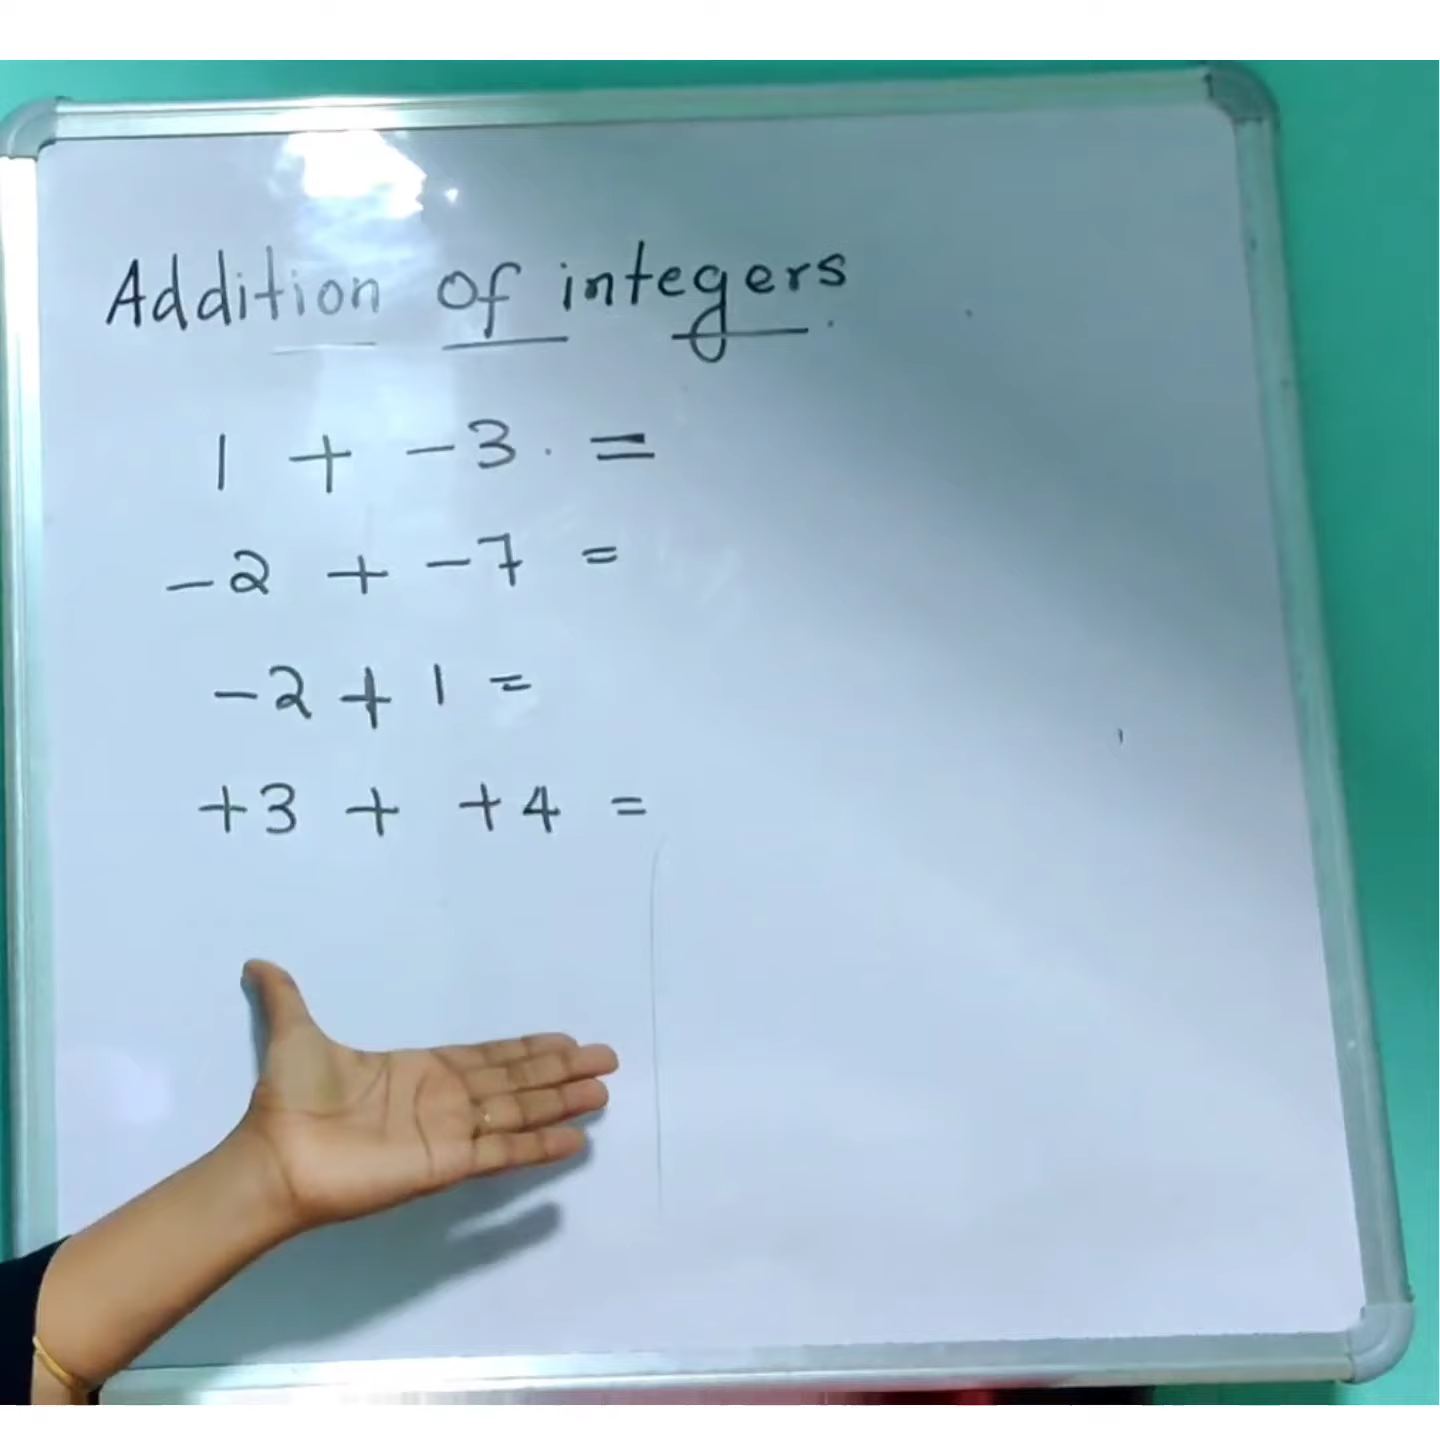 Addition of integers.
1 + -3. =
-2 + -7 =
-2 + 1 =
+3 + +4 =